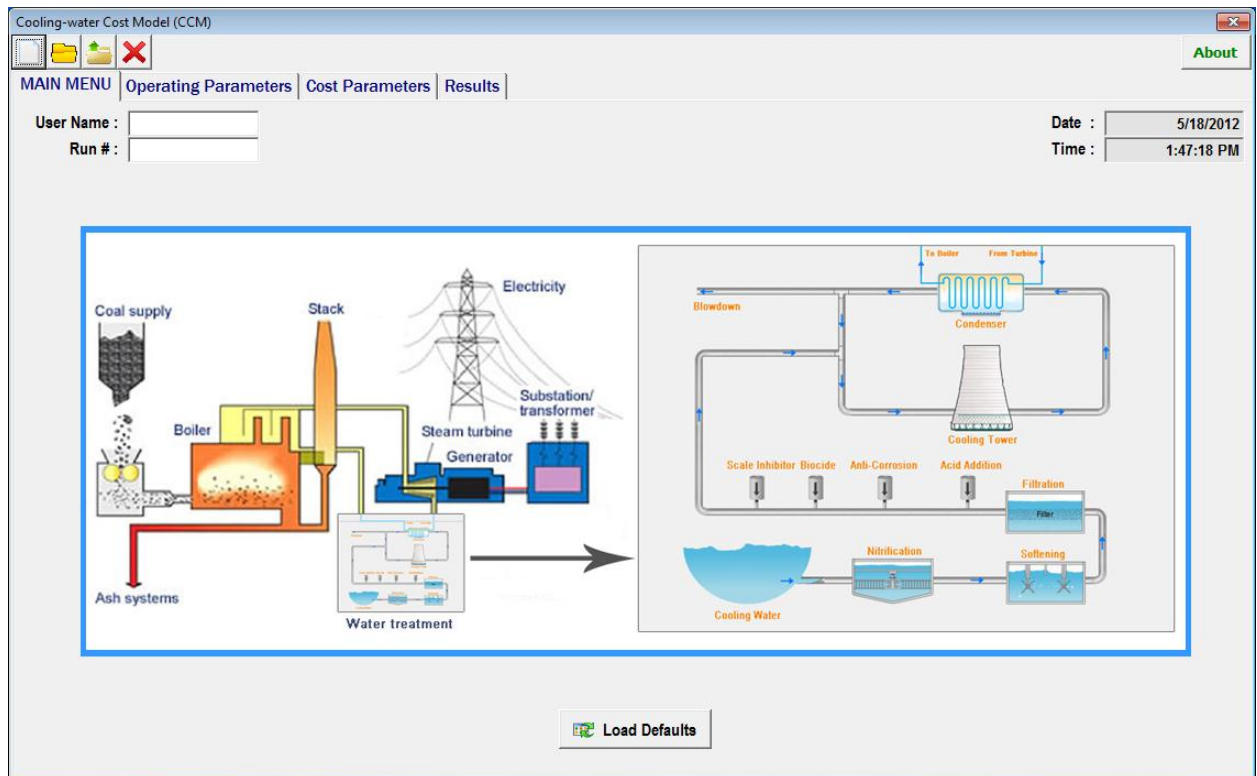 Cooling-water Cost Model (CCM)
About
MAIN MENU
Operating Parameters
Cost Parameters
Results
User Name :
Date :
5/18/2012
Run # :
Time :
1:47:18 PM
Coal supply
Stack
Electricity
Boiler
Substation/
transformer
Steam turbine
Generator
Ash systems
Water treatment
To Boiler
From Turbine
Blowdown
Condenser
Cooling Tower
Scale Inhibitor
Biocide
Anti-Corrosion
Acid Addition
Filtration
Filter
Nitrification
Softening
Cooling Water
Load Defaults